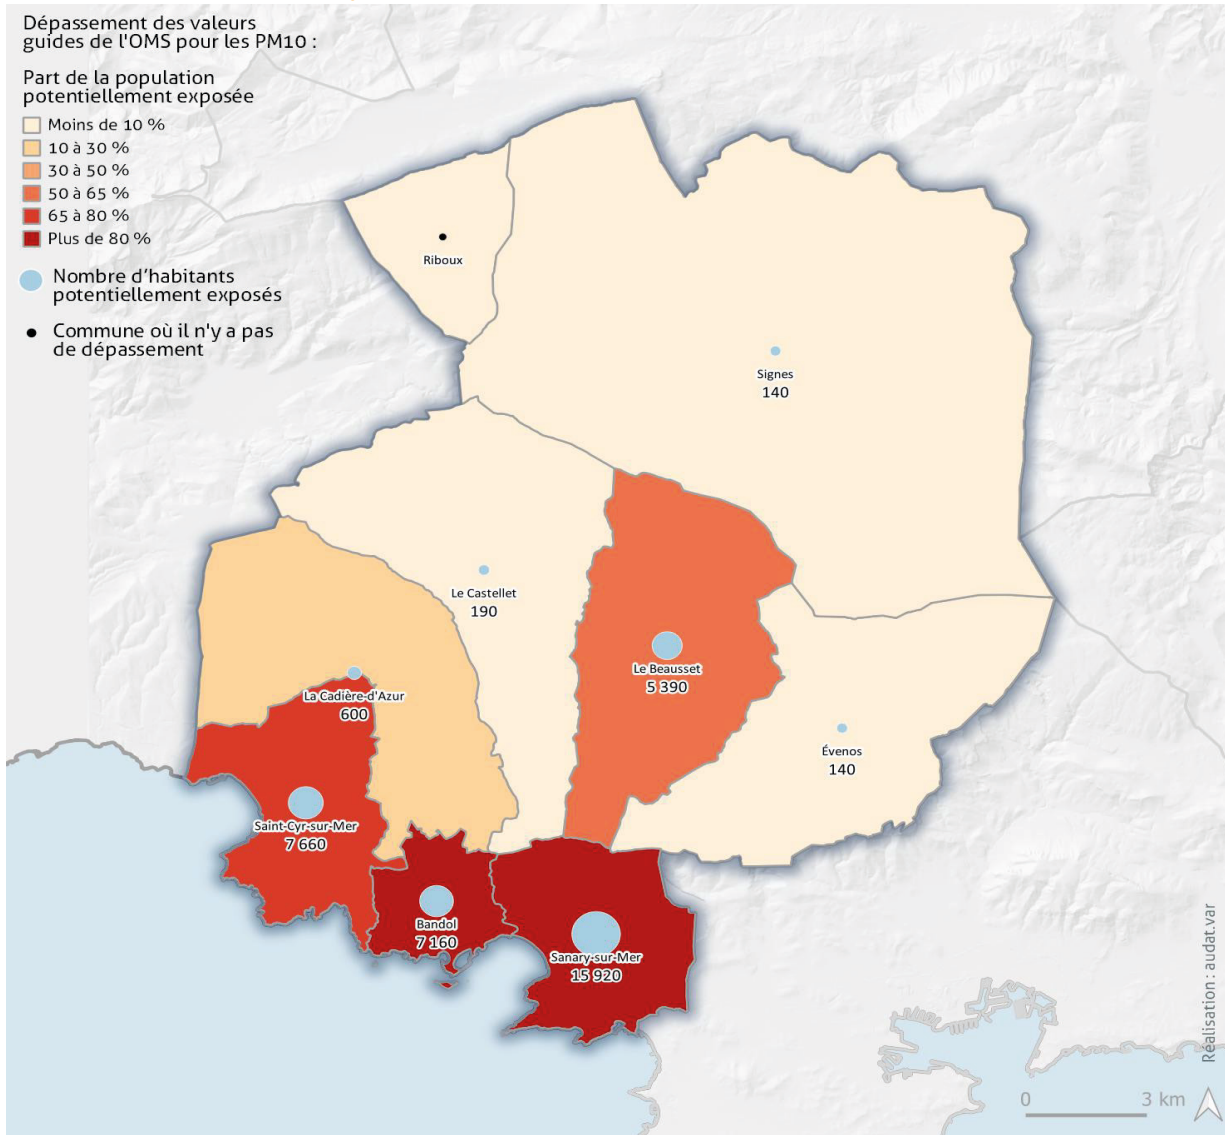 Dépassement des valeurs
guides de l'OMS pour les PM10 :
Part de la population
potentiellement exposée
Moins de 10 %
10 à 30 %
30 à 50 %
50 à 65 %
65 à 80 %
Plus de 80 %
Nombre d'habitants
potentiellement exposés
Commune où il n'y a pas
de dépassement
Riboux
Signes
140
Le Castellet
190
Le Beausset
5 390
La Cadière-d'Azur
600
Évenos
140
Saint-Cyr-sur-Mer
7 660
Bandol
7 160
Sanary-sur-Mer
15 920
Réalisation : audat.var
0 3 km